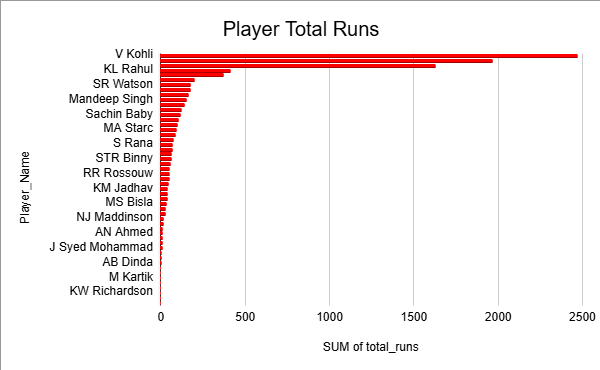 Player Total Runs
V Kohli
KL Rahul
SR Watson
Mandeep Singh
Sachin Baby
MA Starc
S Rana
STR Binny
RR Rossouw
KM Jadhav
MS Bisla
NJ Maddinson
AN Ahmed
J Syed Mohammad
AB Dinda
M Kartik
KW Richardson
Player_Name
0 500 1000 1500 2000 2500
SUM of total_runs